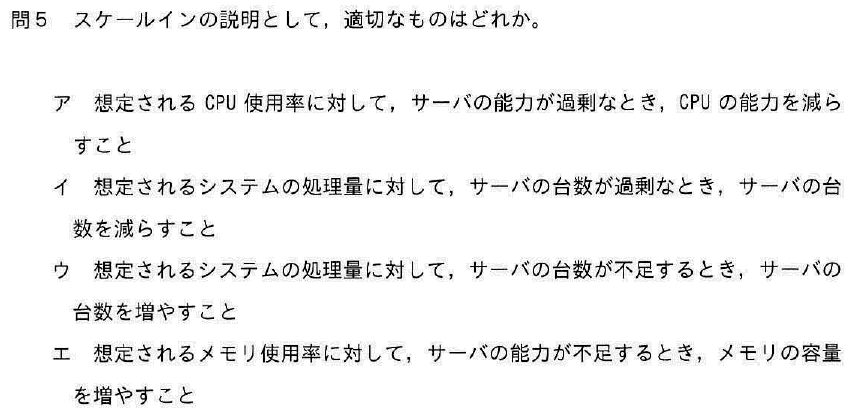 問5 スケールインの説明として，適切なものはどれか。
ア 想定される CPU 使用率に対して，サーバの能力が過剰なとき，CPU の能力を減ら
すこと
イ 想定されるシステムの処理量に対して，サーバの台数が過剰なとき，サーバの台
数を減らすこと
ウ 想定されるシステムの処理量に対して，サーバの台数が不足するとき，サーバの
台数を増やすこと
エ 想定されるメモリ使用率に対して，サーバの能力が不足するとき，メモリの容量
を増やすこと